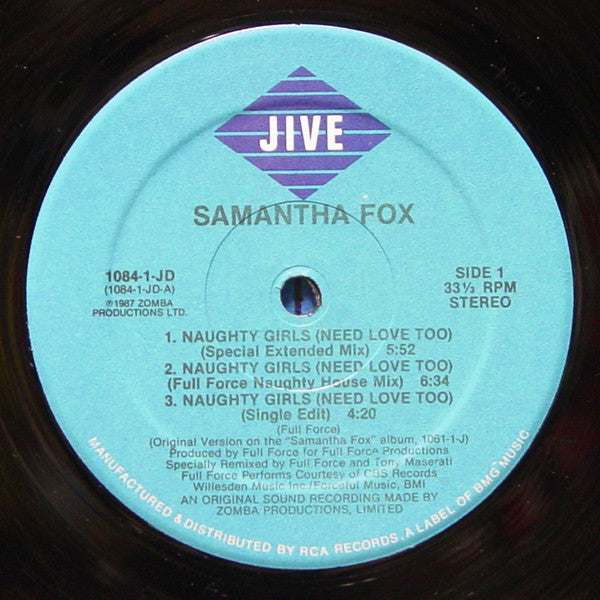 JIVE
SAMANTHA FOX
1084-1-JD
(1084-1-JD-A)
℗1987 ZOMBA
PRODUCTIONS LTD.
SIDE 1
33⅓ RPM
STEREO
1. NAUGHTY GIRLS (NEED LOVE TOO)
(Special Extended Mix) 5:52
2. NAUGHTY GIRLS (NEED LOVE TOO)
(Full Force Naughty House Mix) 6:34
3. NAUGHTY GIRLS (NEED LOVE TOO)
(Single Edit) 4:20
(Full Force)
(Original Version on the "Samantha Fox" album, 1061-1-J)
Produced by Full Force for Full Force Productions
Specially Remixed by Full Force and Tony Maserati
Full Force Performs Courtesy of CBS Records
Willesden Music Inc./Forceful Music, BMI
AN ORIGINAL SOUND RECORDING MADE BY
ZOMBA PRODUCTIONS, LIMITED
MANUFACTURED & DISTRIBUTED BY RCA RECORDS, A LABEL OF BMG MUSIC